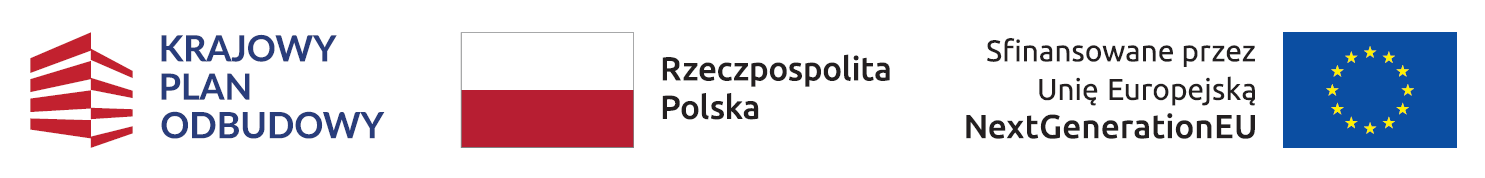 KRAJOWY
PLAN
ODBUDOWY
Rzeczpospolita
Polska
Sfinansowane przez
Unię Europejską
NextGenerationEU